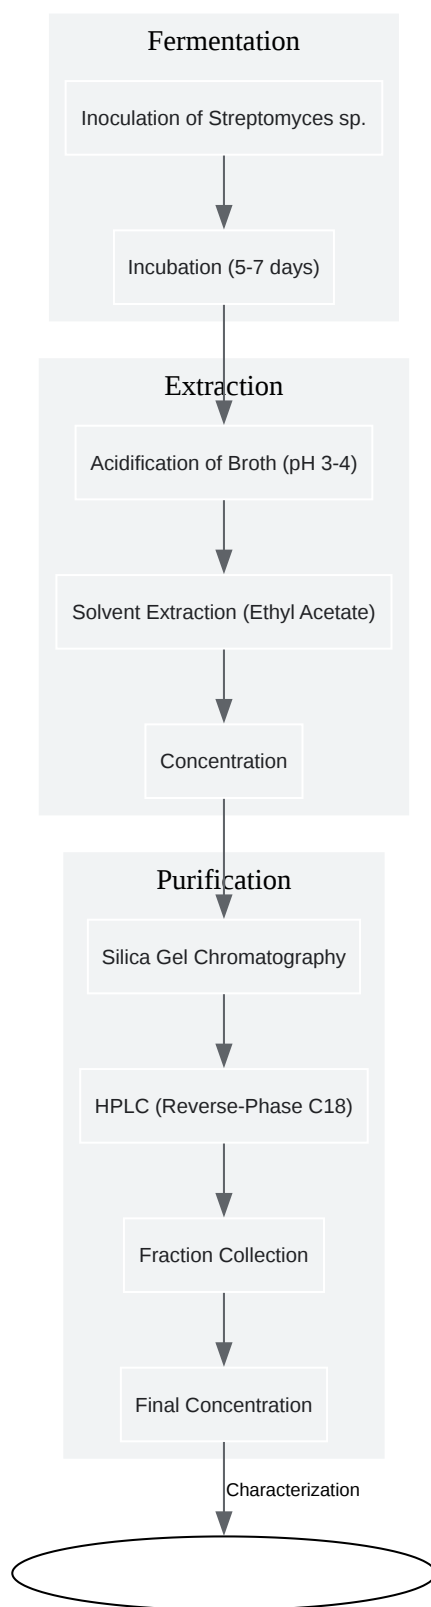 Fermentation
Inoculation of Streptomyces sp.
Incubation (5-7 days)
Extraction
Acidification of Broth (pH 3-4)
Solvent Extraction (Ethyl Acetate)
Concentration
Purification
Silica Gel Chromatography
HPLC (Reverse-Phase C18)
Fraction Collection
Final Concentration
Characterization